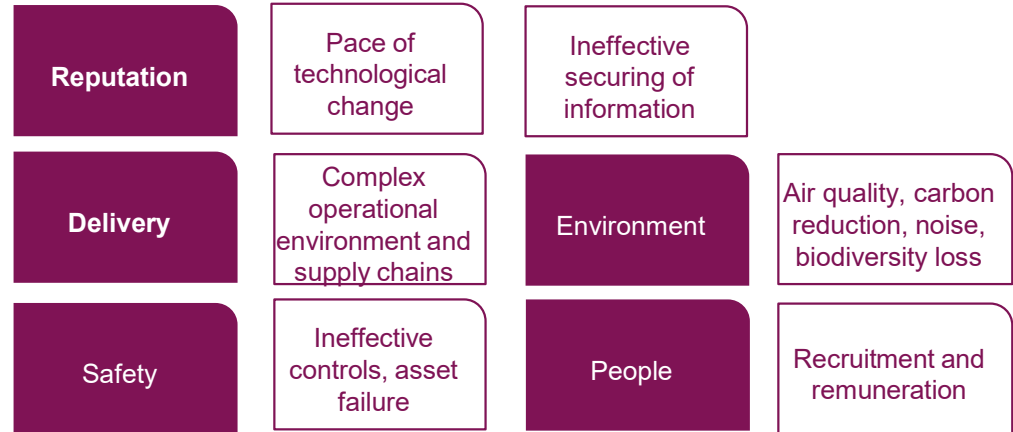 Reputation
Pace of
technological
change
Ineffective
securing of
information
Delivery
Complex
operational
environment and
supply chains
Environment
Air quality, carbon
reduction, noise,
biodiversity loss
Safety
Ineffective
controls, asset
failure
People
Recruitment and
remuneration